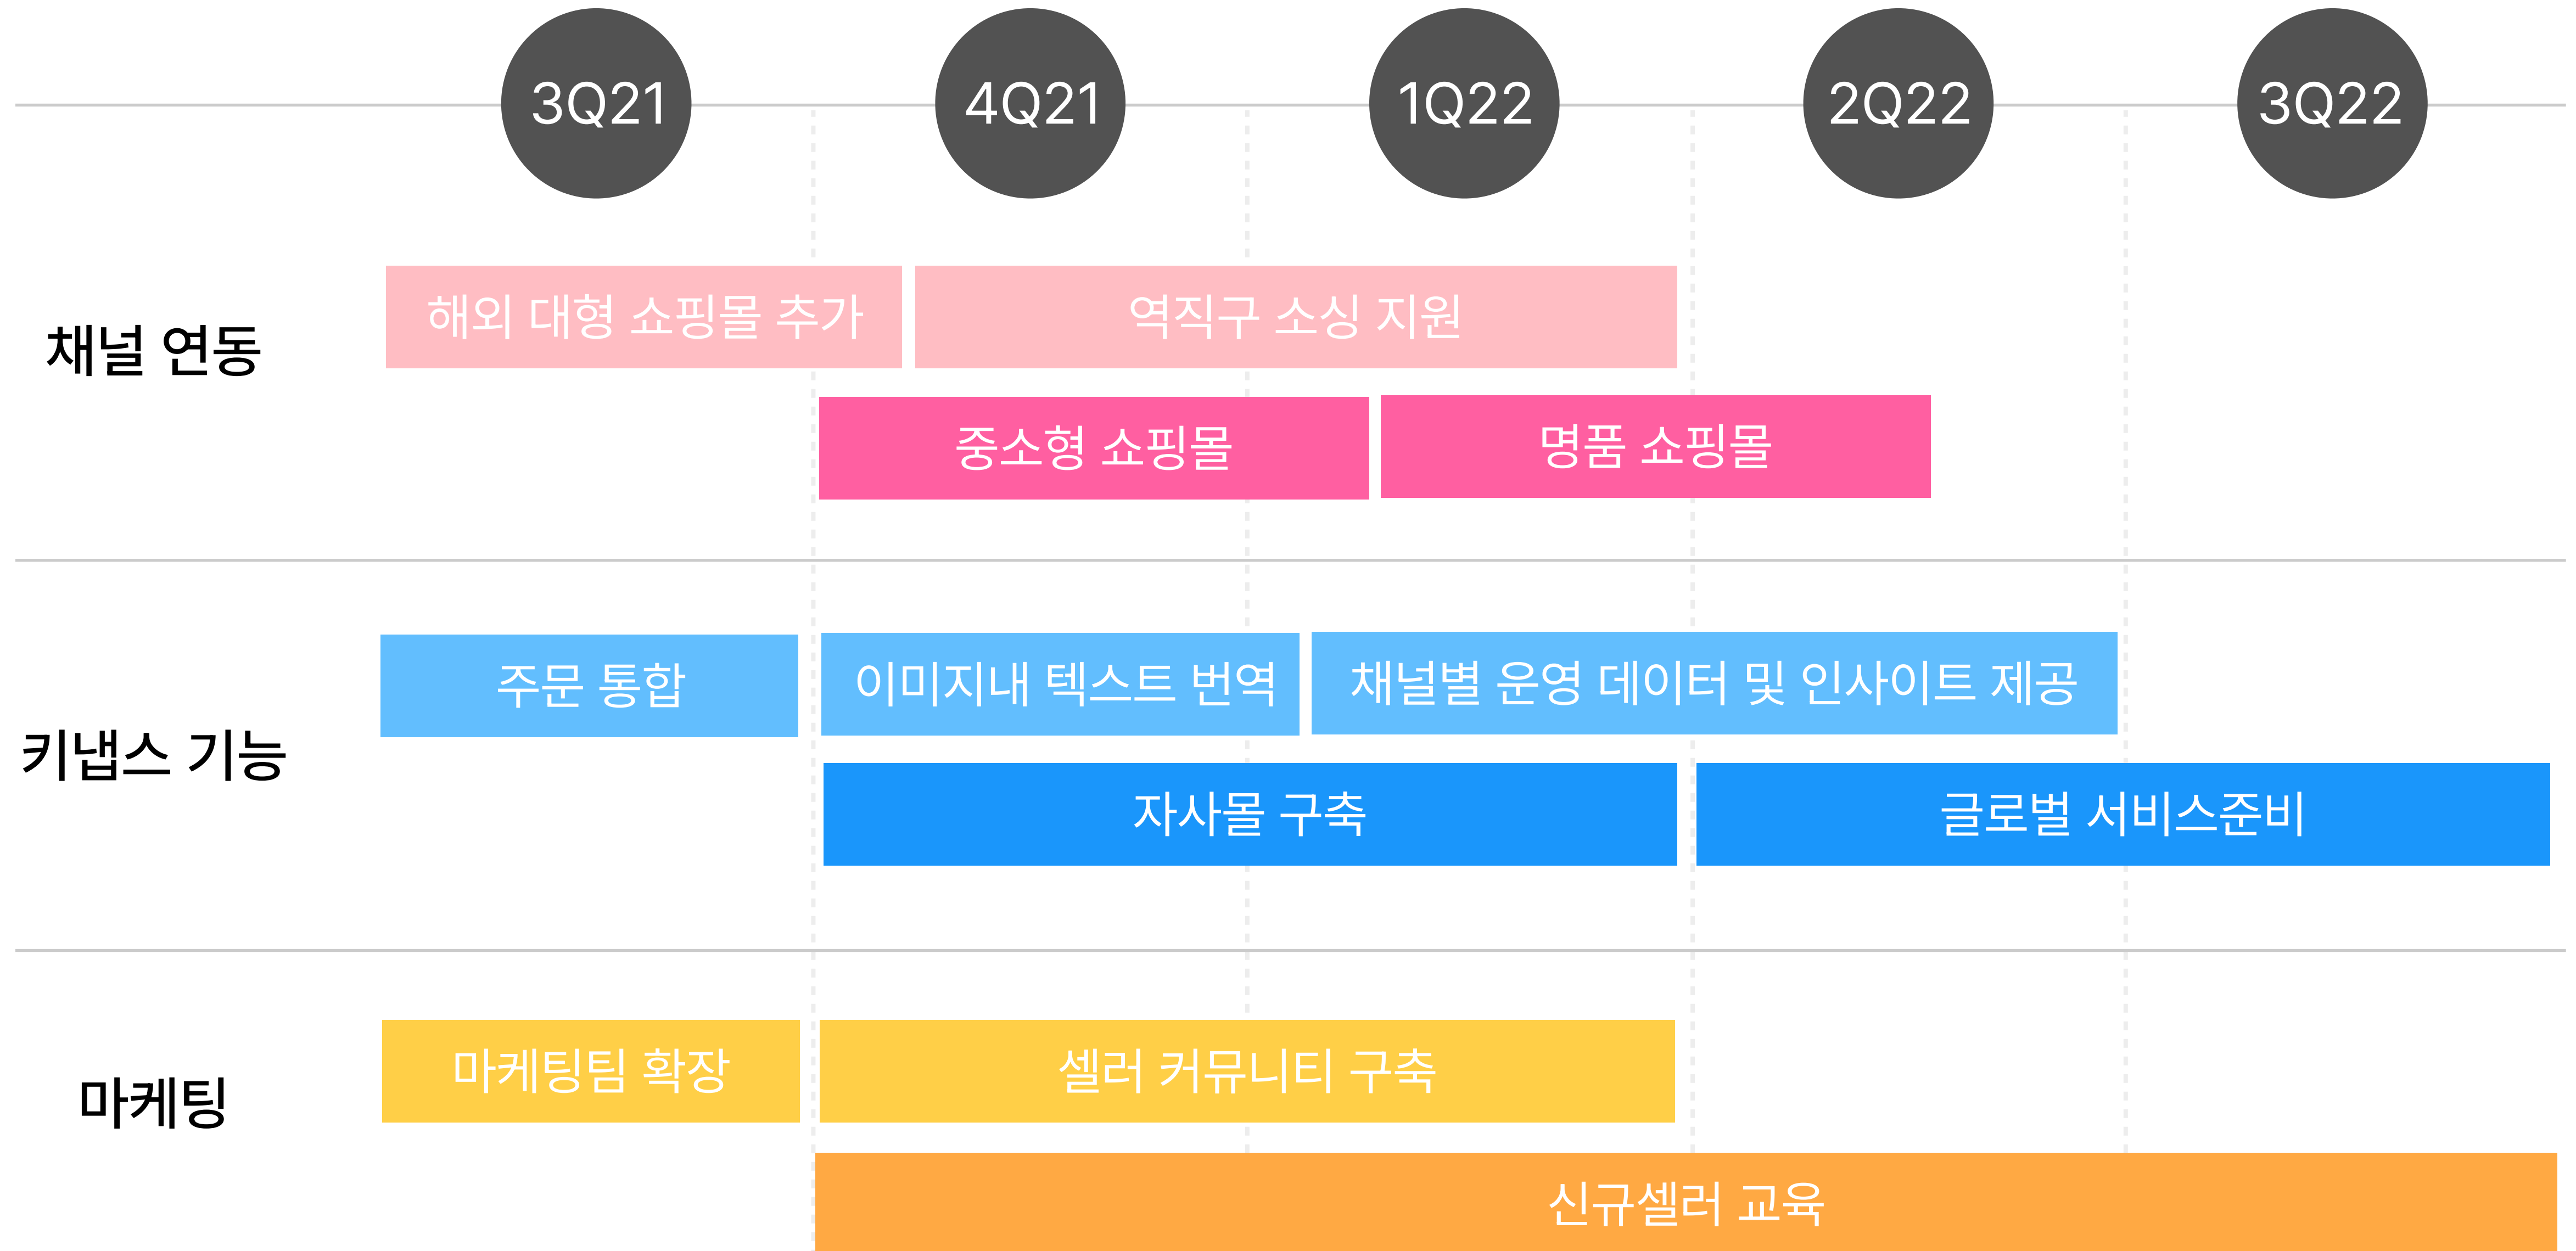 3Q21
4Q21
1Q22
2Q22
3Q22
채널 연동
해외 대형 쇼핑몰 추가
역직구 소싱 지원
중소형 쇼핑몰
명품 쇼핑몰
키냅스 기능
주문 통합
이미지내 텍스트 번역
채널별 운영 데이터 및 인사이트 제공
자사몰 구축
글로벌 서비스준비
마케팅
마케팅팀 확장
셀러 커뮤니티 구축
신규셀러 교육